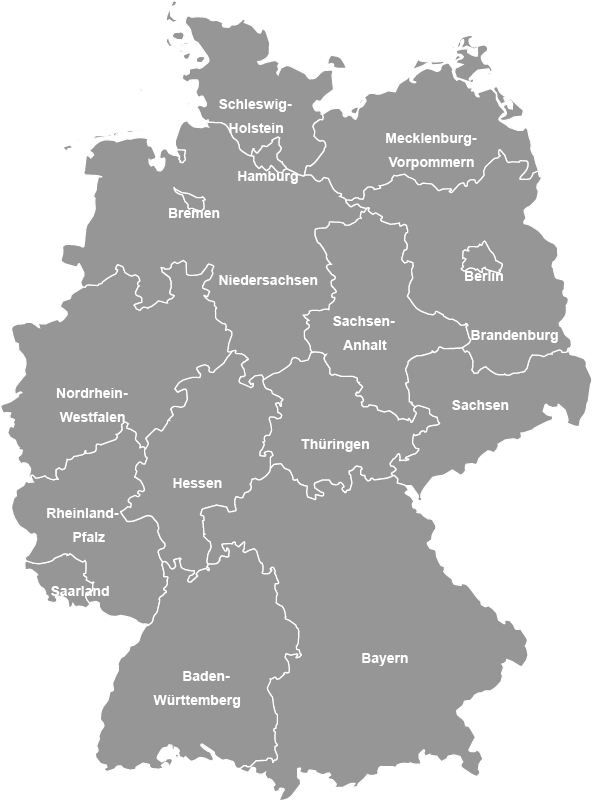 Schleswig-
Holstein
Mecklenburg-
Vorpommern
Hamburg
Bremen
Niedersachsen
Berlin
Sachsen-
Anhalt
Brandenburg
Nordrhein-
Westfalen
Sachsen
Thüringen
Hessen
Rheinland-
Pfalz
Saarland
Bayern
Baden-
Württemberg